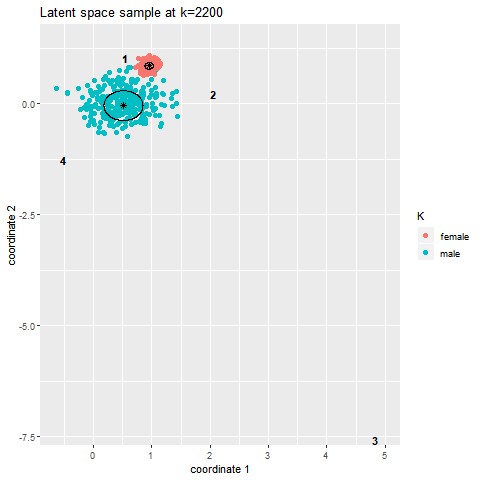 Latent space sample at k=2200
1
2
4
3
0.0
-2.5
-5.0
-7.5
0 1 2 3 4 5
coordinate 1
coordinate 2
K
female
male